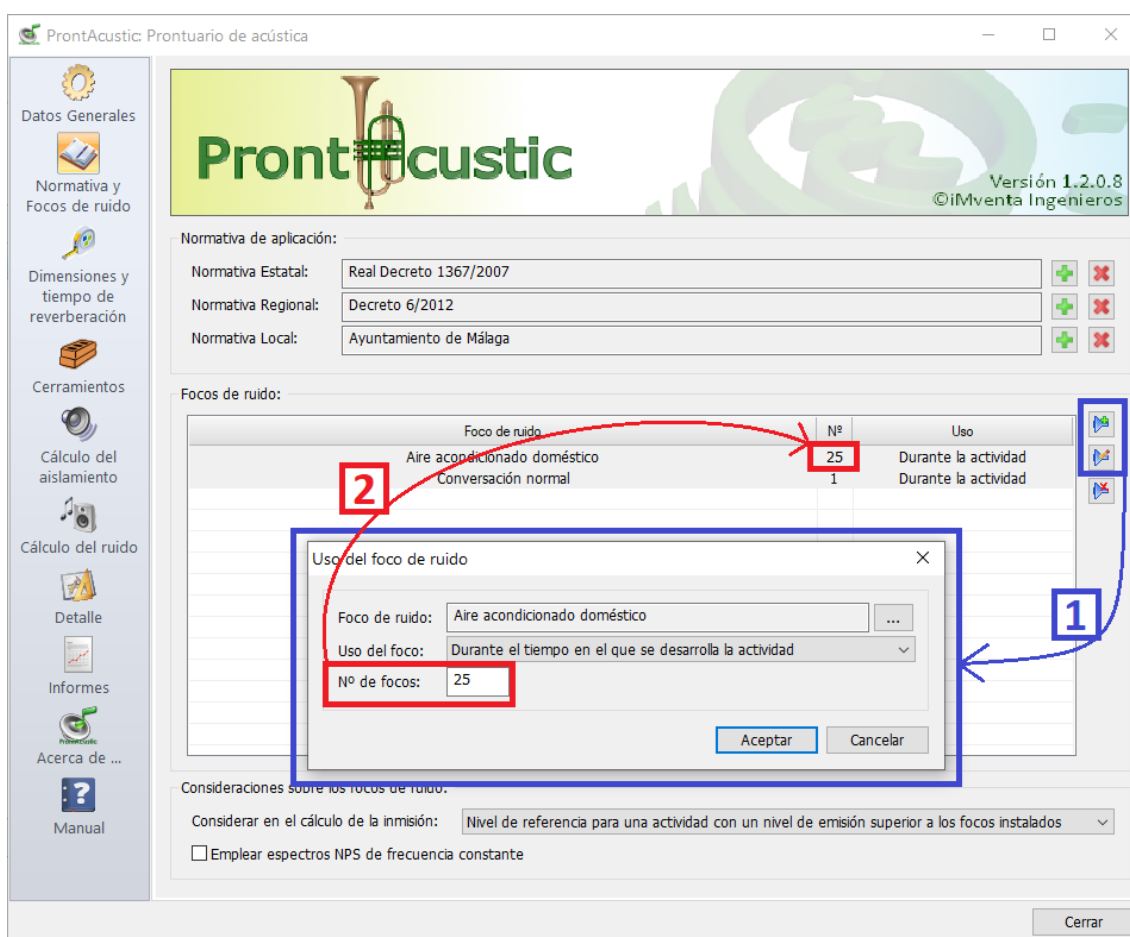 ProntAcustic: Prontuario de acústica
Datos Generales
Normativa y
Focos de ruido
Dimensiones y
tiempo de
reverberación
Cerramientos
Cálculo del
aislamiento
Cálculo del ruido
Detalle
Informes
ProntAcustic
Acerca de ...
?
Manual
ProntAcustic
Versión 1.2.0.8
©iMventa Ingenieros
Normativa de aplicación:
Normativa Estatal: Real Decreto 1367/2007
Normativa Regional: Decreto 6/2012
Normativa Local: Ayuntamiento de Málaga
Focos de ruido:
Foco de ruido Nº Uso
Aire acondicionado doméstico 25 Durante la actividad
Conversación normal 1 Durante la actividad
2
1
Uso del foco de ruido
Foco de ruido: Aire acondicionado doméstico ...
Uso del foco: Durante el tiempo en el que se desarrolla la actividad
Nº de focos: 25
Aceptar Cancelar
Consideraciones sobre los focos de ruido:
Considerar en el cálculo de la inmisión: Nivel de referencia para una actividad con un nivel de emisión superior a los focos instalados
Emplear espectros NPS de frecuencia constante
Cerrar